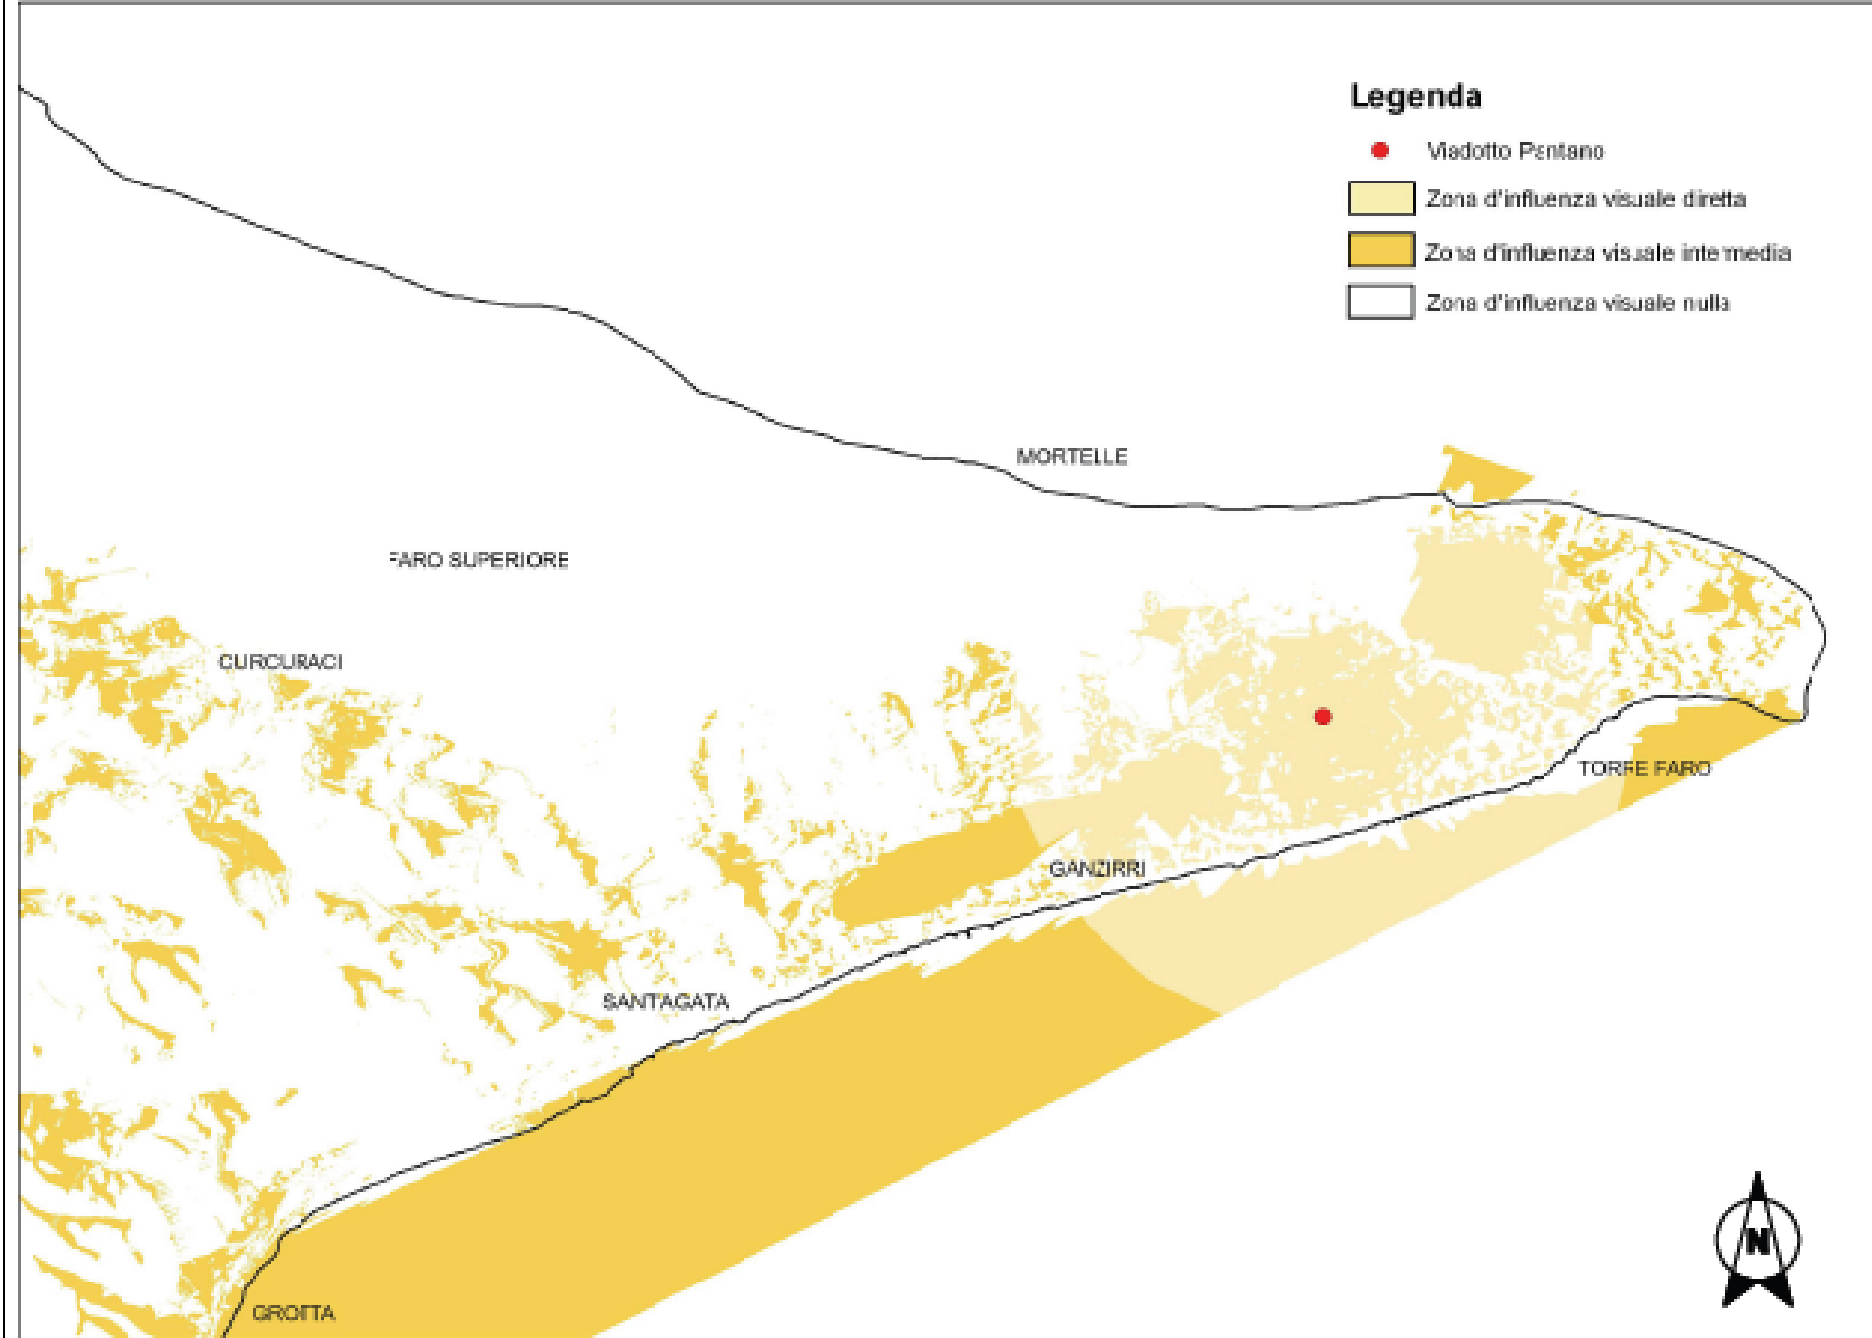 Legenda
Viadotto Pantano
Zona d'influenza visuale diretta
Zona d'influenza visuale intermedia
Zona d'influenza visuale nulla
MORTELLE
FARO SUPERIORE
CURCURACI
TORRE FARO
GANZIRRI
SANTAGATA
N
GROTTA